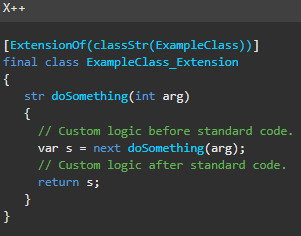 X++
[ExtensionOf(classStr(ExampleClass))]
final class ExampleClass_Extension
{
    str doSomething(int arg)
    {
        // Custom logic before standard code.
        var s = next doSomething(arg);
        // Custom logic after standard code.
        return s;
    }
}